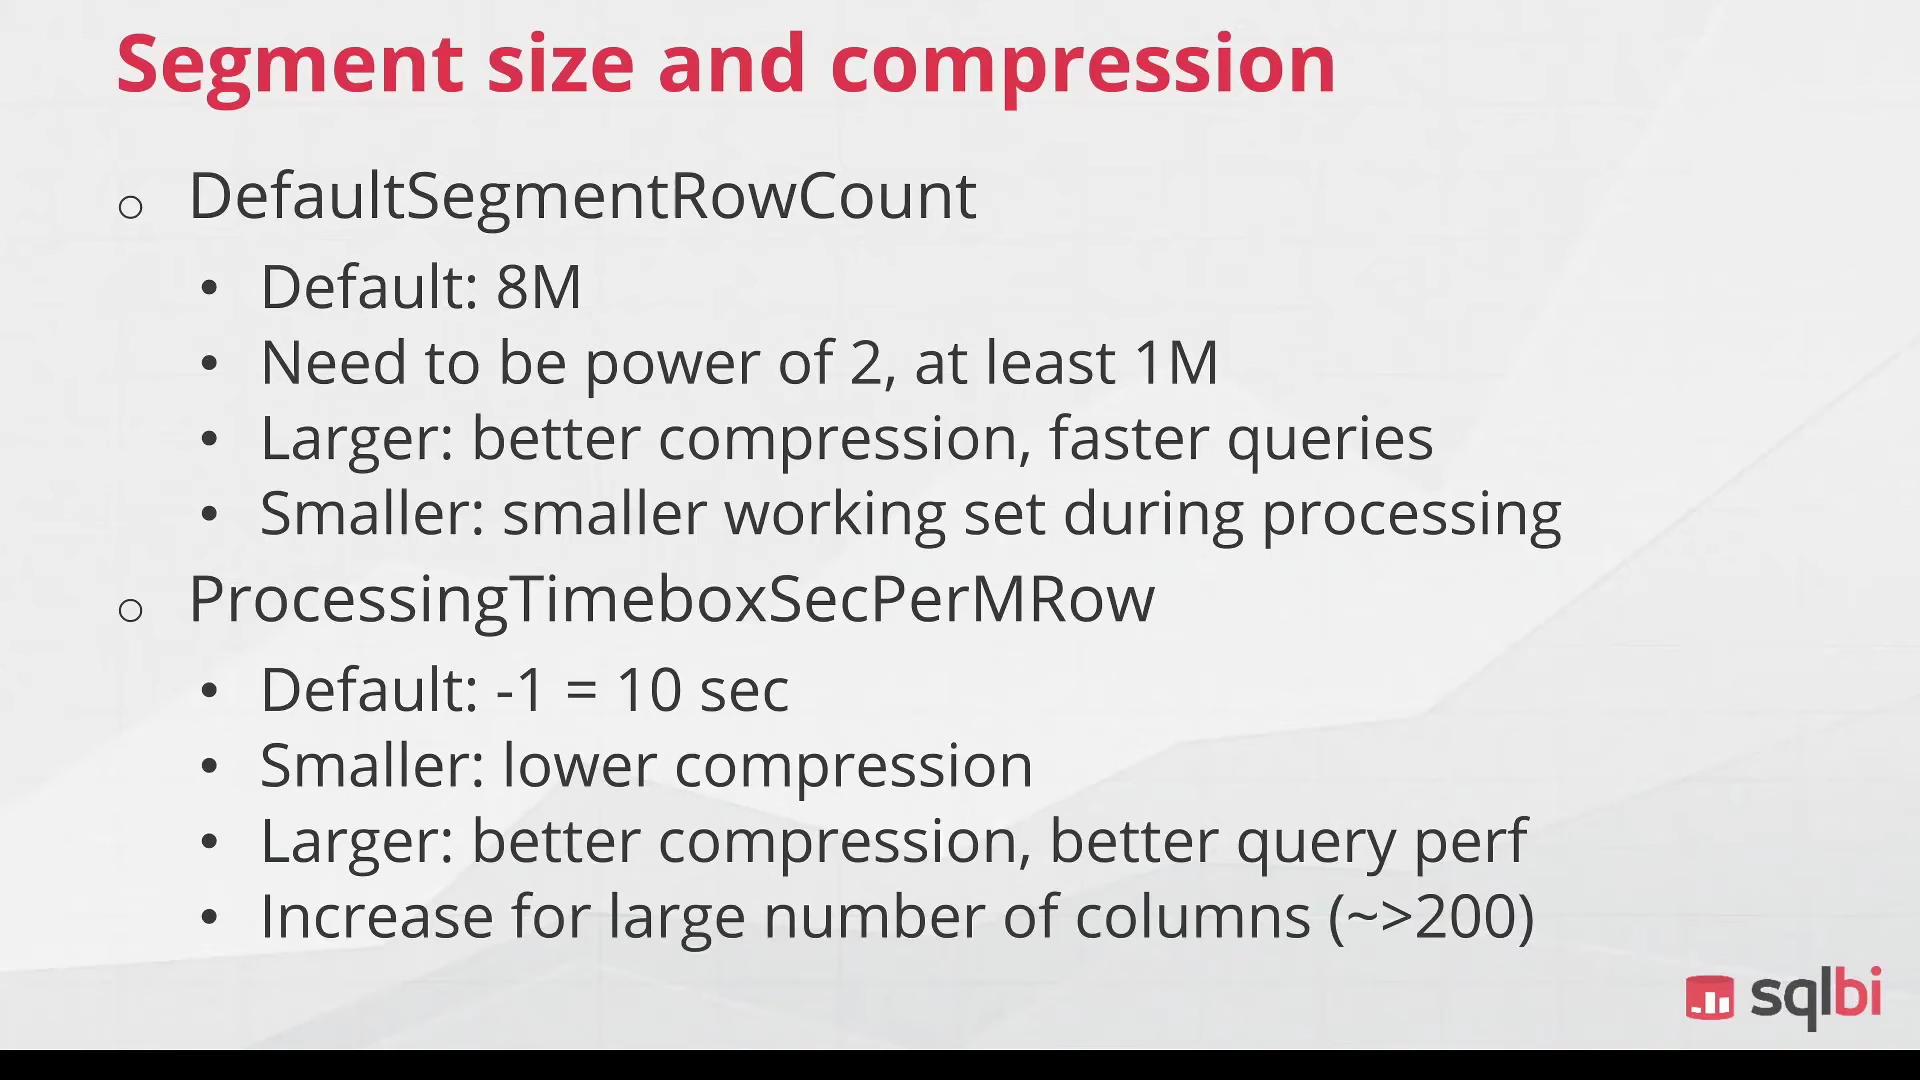 Segment size and compression
○ DefaultSegmentRowCount
• Default: 8M
• Need to be power of 2, at least 1M
• Larger: better compression, faster queries
• Smaller: smaller working set during processing
○ ProcessingTimeboxSecPerMRow
• Default: -1 = 10 sec
• Smaller: lower compression
• Larger: better compression, better query perf
• Increase for large number of columns (~>200)
sqlbi